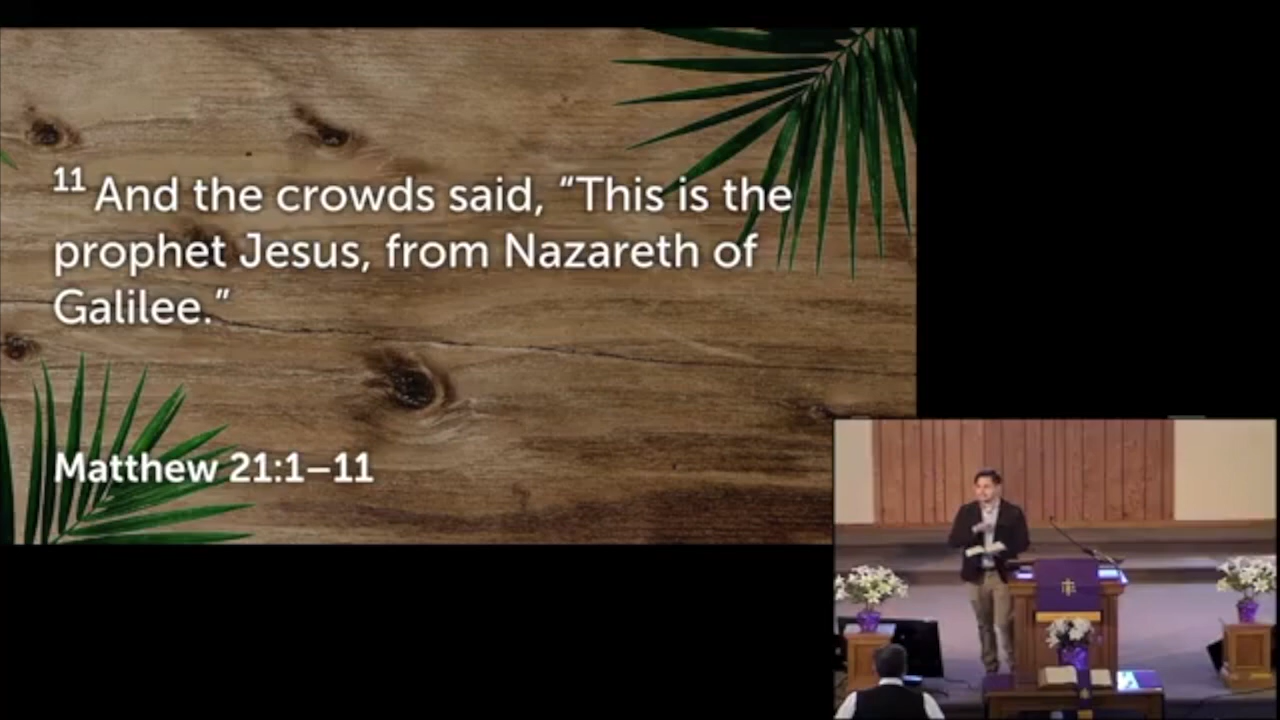 11 And the crowds said, “This is the
prophet Jesus, from Nazareth of
Galilee.”
Matthew 21:1–11